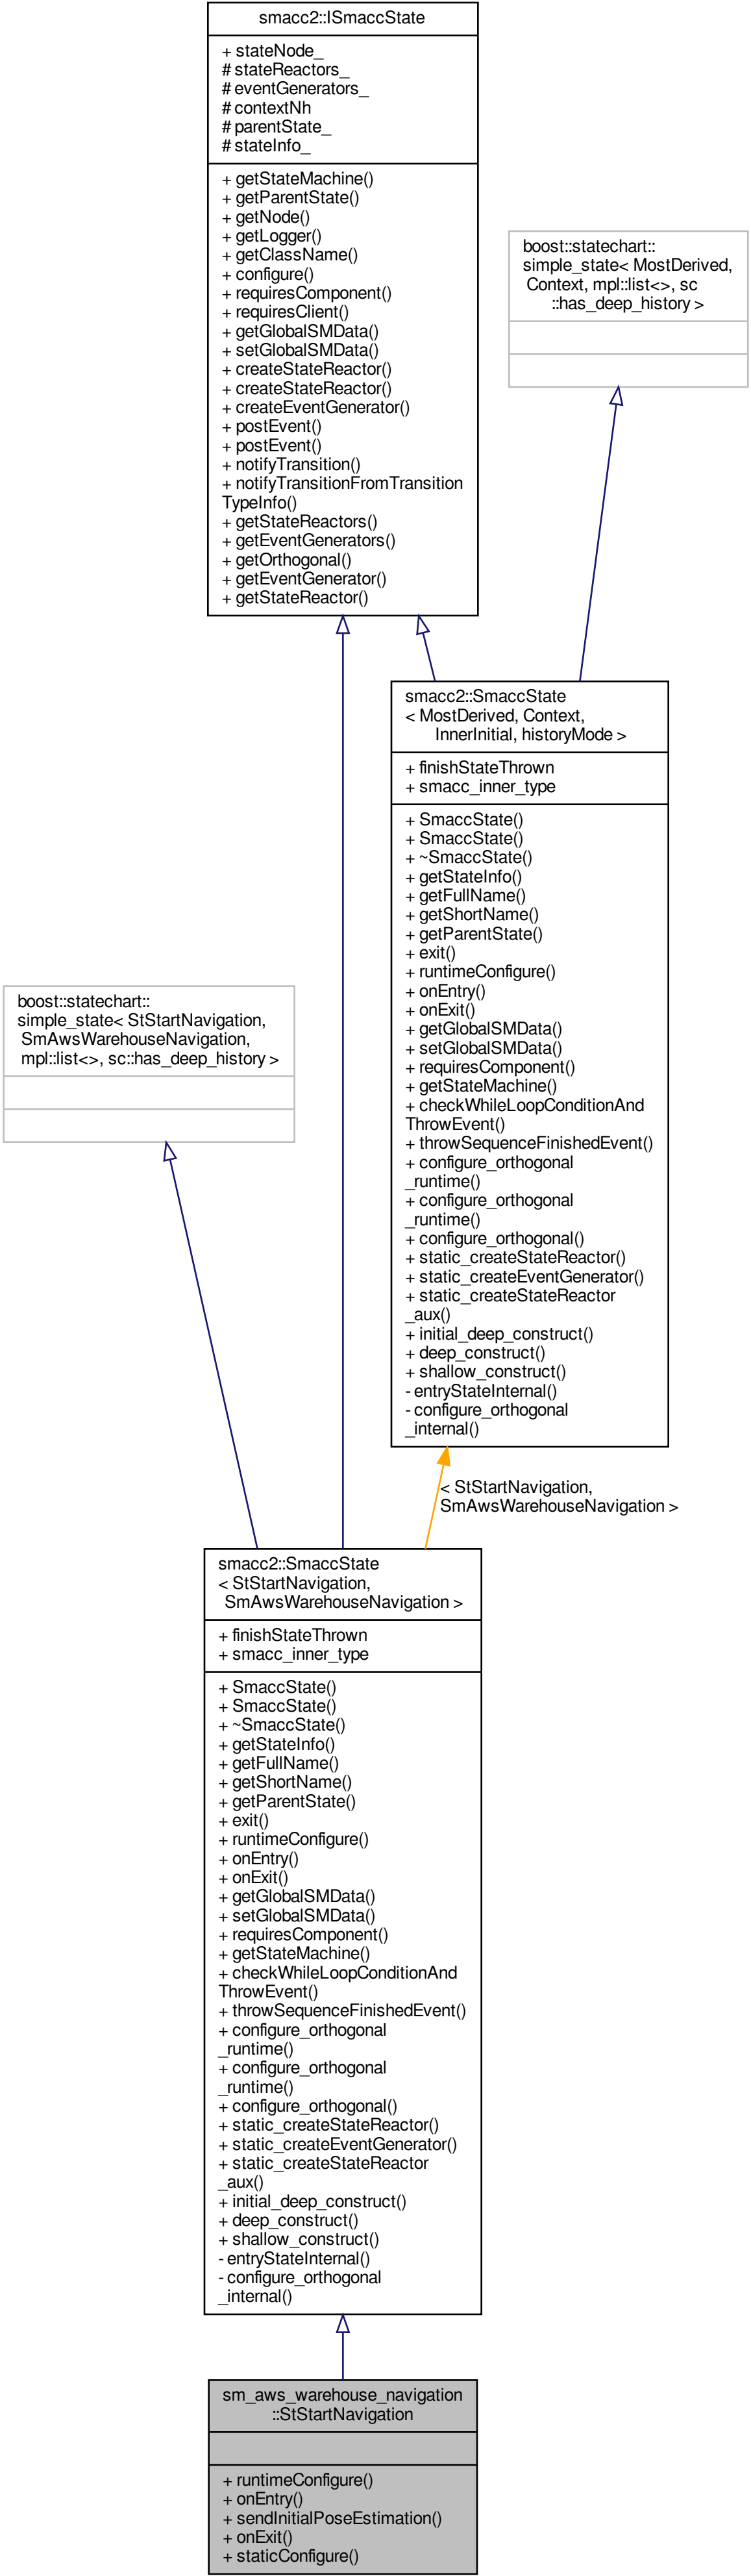 smacc2::ISmaccState
+ stateNode_
# stateReactors_
# eventGenerators_
# contextNh
# parentState_
# stateInfo_
+ getStateMachine()
+ getParentState()
+ getNode()
+ getLogger()
+ getClassName()
+ configure()
+ requiresComponent()
+ requiresClient()
+ getGlobalSMData()
+ setGlobalSMData()
+ createStateReactor()
+ createStateReactor()
+ createEventGenerator()
+ postEvent()
+ postEvent()
+ notifyTransition()
+ notifyTransitionFromTransition
TypeInfo()
+ getStateReactors()
+ getEventGenerators()
+ getOrthogonal()
+ getEventGenerator()
+ getStateReactor()
boost::statechart::
simple_state< MostDerived,
Context, mpl::list<>, sc
::has_deep_history >
smacc2::SmaccState
< MostDerived, Context,
InnerInitial, historyMode >
+ finishStateThrown
+ smacc_inner_type
+ SmaccState()
+ SmaccState()
+ ~SmaccState()
+ getStateInfo()
+ getFullName()
+ getShortName()
+ getParentState()
+ exit()
+ runtimeConfigure()
+ onEntry()
+ onExit()
+ getGlobalSMData()
+ setGlobalSMData()
+ requiresComponent()
+ getStateMachine()
+ checkWhileLoopConditionAnd
ThrowEvent()
+ throwSequenceFinishedEvent()
+ configure_orthogonal
_runtime()
+ configure_orthogonal
_runtime()
+ configure_orthogonal()
+ static_createStateReactor()
+ static_createEventGenerator()
+ static_createStateReactor
_aux()
+ initial_deep_construct()
+ deep_construct()
+ shallow_construct()
- entryStateInternal()
- configure_orthogonal
_internal()
boost::statechart::
simple_state< StStartNavigation,
SmAwsWarehouseNavigation,
mpl::list<>, sc::has_deep_history >
< StStartNavigation,
SmAwsWarehouseNavigation >
smacc2::SmaccState
< StStartNavigation,
SmAwsWarehouseNavigation >
+ finishStateThrown
+ smacc_inner_type
+ SmaccState()
+ SmaccState()
+ ~SmaccState()
+ getStateInfo()
+ getFullName()
+ getShortName()
+ getParentState()
+ exit()
+ runtimeConfigure()
+ onEntry()
+ onExit()
+ getGlobalSMData()
+ setGlobalSMData()
+ requiresComponent()
+ getStateMachine()
+ checkWhileLoopConditionAnd
ThrowEvent()
+ throwSequenceFinishedEvent()
+ configure_orthogonal
_runtime()
+ configure_orthogonal
_runtime()
+ configure_orthogonal()
+ static_createStateReactor()
+ static_createEventGenerator()
+ static_createStateReactor
_aux()
+ initial_deep_construct()
+ deep_construct()
+ shallow_construct()
- entryStateInternal()
- configure_orthogonal
_internal()
sm_aws_warehouse_navigation
::StStartNavigation
+ runtimeConfigure()
+ onEntry()
+ sendInitialPoseEstimation()
+ onExit()
+ staticConfigure()